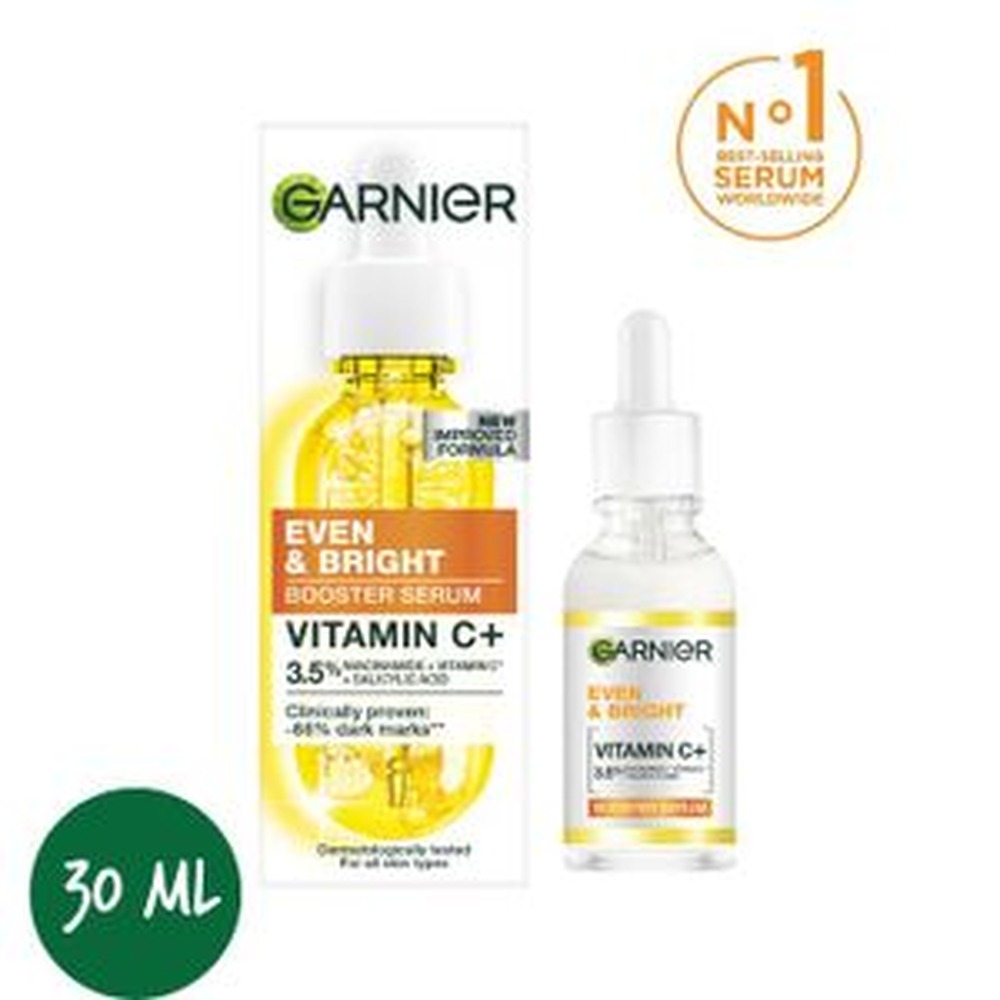 GARNIER
NEW
IMPROVED
FORMULA
EVEN
& BRIGHT
BOOSTER SERUM
VITAMIN C+
3.5% NIACINAMIDE + VITAMIN C*
+ SALICYLIC ACID
Clinically proven:
dark marks**
Dermatologically tested
For all skin types
N°1
BEST-SELLING
SERUM
WORLDWIDE
GARNIER
EVEN
& BRIGHT
VITAMIN C+
3.5%
BOOSTER SERUM
30 ML